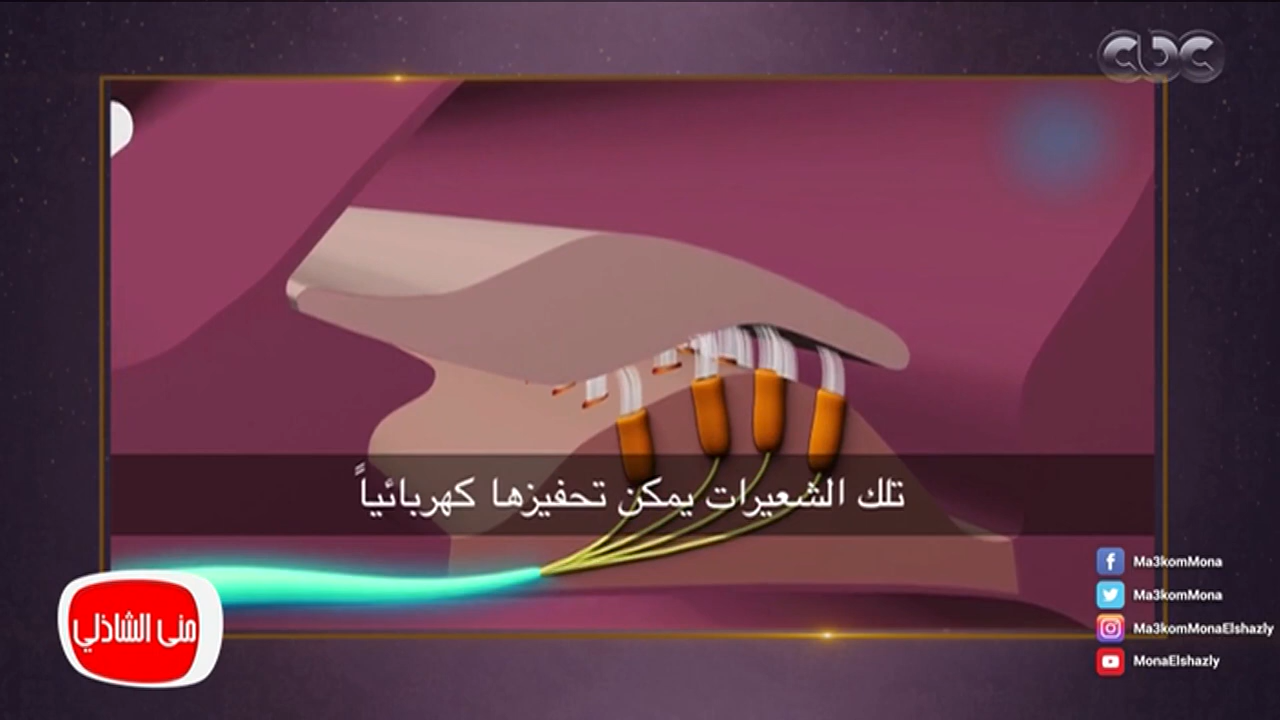 cbc
تلك الشعيرات يمكن تحفيزها كهربائياً
منى الشاذلي
Ma3komMona
Ma3komMona
Ma3komMonaElshazly
MonaElshazly